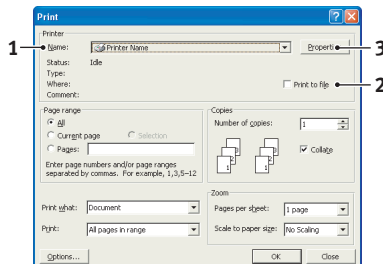 Print
Printer
1 Name: Printer Name Properti 3
Status: Idle
Type:
Where: Print to file 2
Comment:
Page range
All
Current page Selection
Pages:
Enter page numbers and/or page ranges
separated by commas. For example, 1,3,5–12
Copies
Number of copies: 1
Collate
Print what: Document
Print: All pages in range
Zoom
Pages per sheet: 1 page
Scale to paper size: No Scaling
Options... OK Close